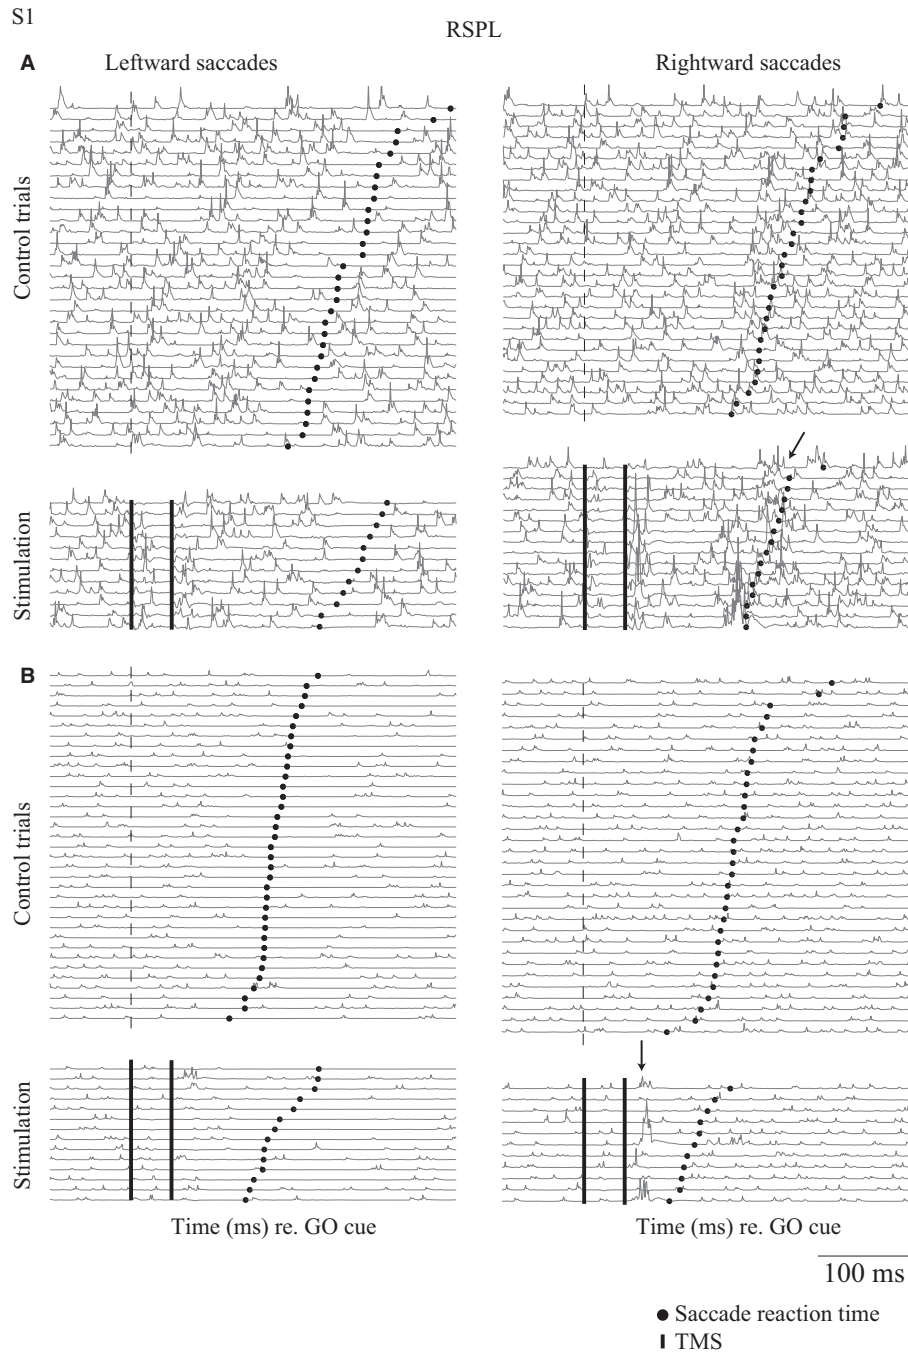 S1
RSPL
A
Leftward saccades
Rightward saccades
Control trials
Stimulation
B
Control trials
Stimulation
Time (ms) re. GO cue
Time (ms) re. GO cue
100 ms
Saccade reaction time
TMS